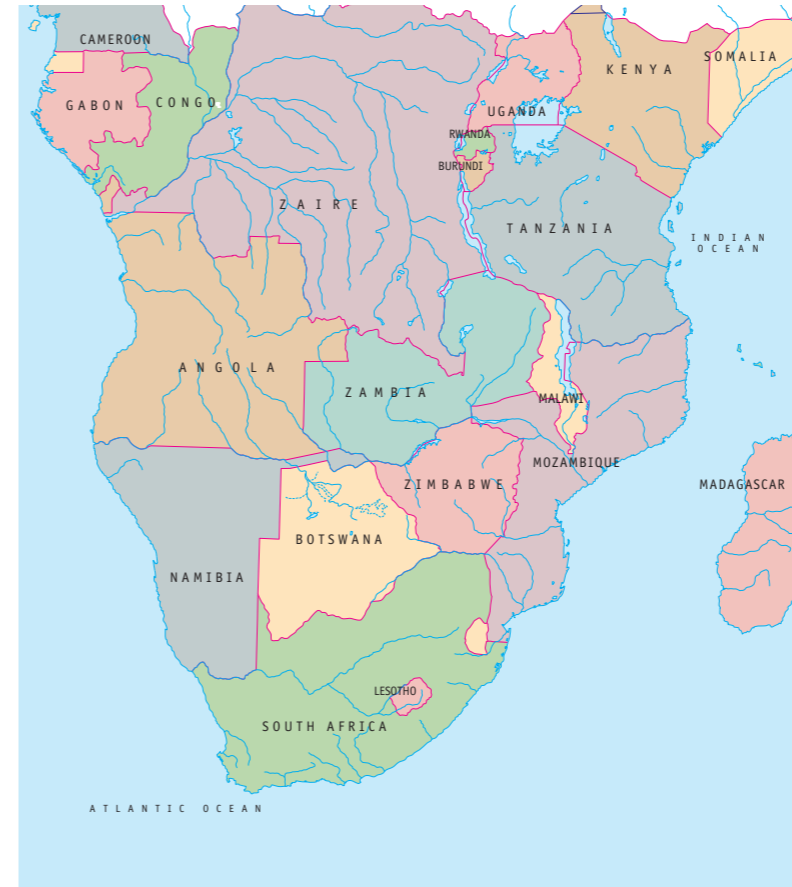 CAMEROON
SOMALIA
KENYA
GABON
CONGO
UGANDA
RWANDA
BURUNDI
ZAIRE
TANZANIA
INDIAN
OCEAN
ANGOLA
ZAMBIA
MALAWI
MOZAMBIQUE
ZIMBABWE
MADAGASCAR
BOTSWANA
NAMIBIA
LESOTHO
SOUTH AFRICA
ATLANTIC OCEAN